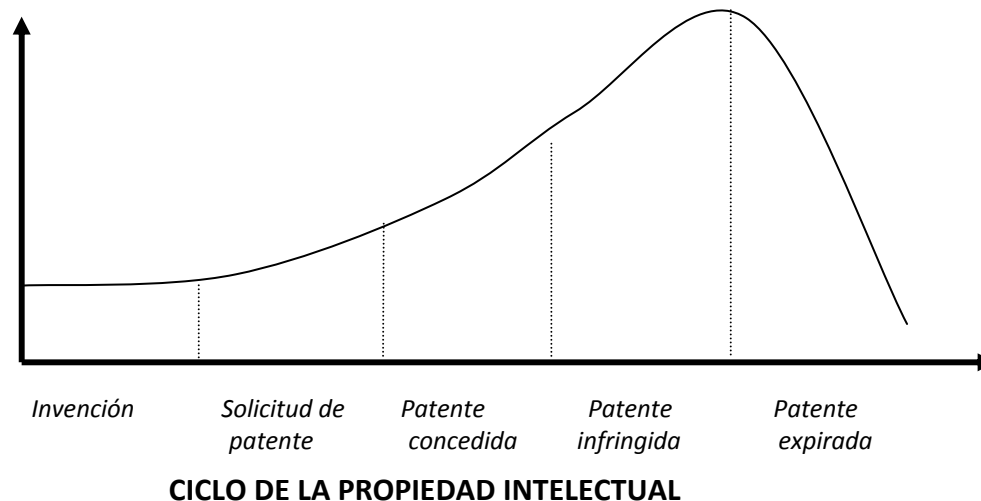 Invención Solicitud de Patente Patente Patente
patente concedida infringida expirada
CICLO DE LA PROPIEDAD INTELECTUAL